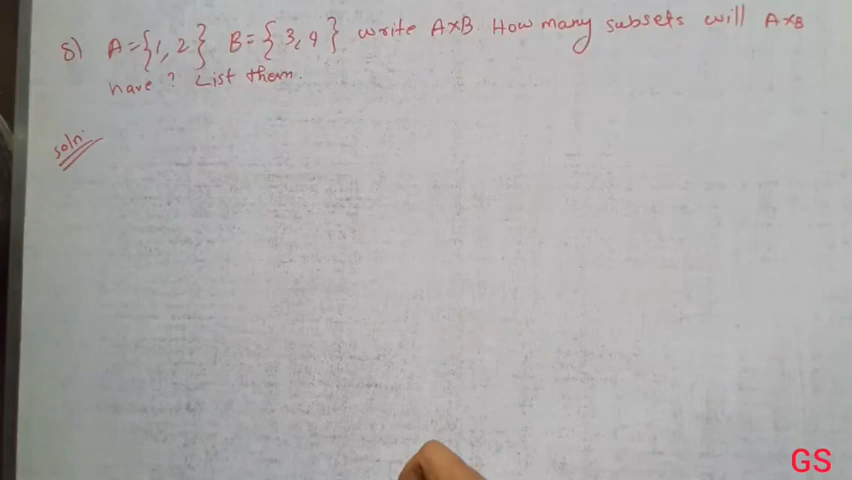 8) A={1,2} B={3,4} write A×B. How many subsets will A×B
have? List them.
Soln:
GS